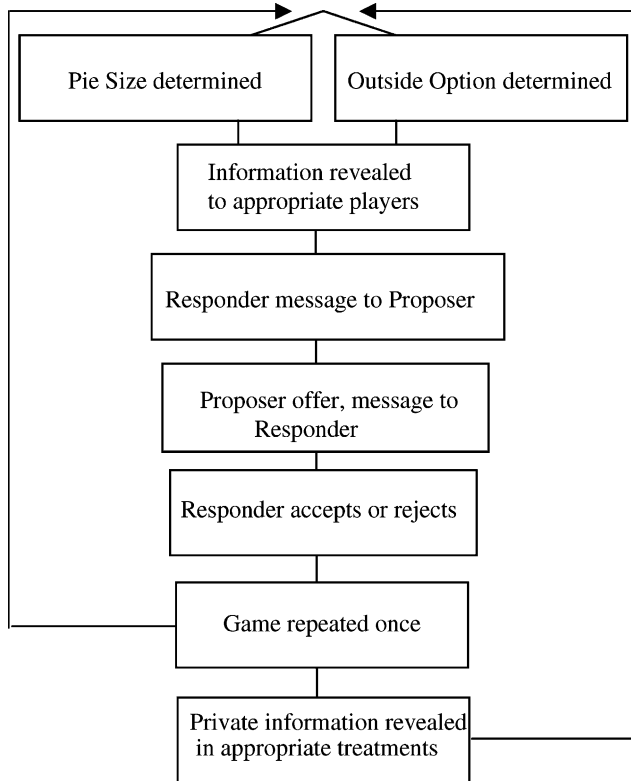 Pie Size determined
Outside Option determined
Information revealed
to appropriate players
Responder message to Proposer
Proposer offer, message to
Responder
Responder accepts or rejects
Game repeated once
Private information revealed
in appropriate treatments